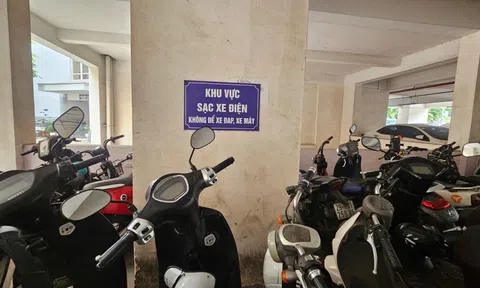 KHU VỰC
SẠC XE ĐIỆN
KHÔNG ĐỂ XE ĐẠP, XE MÁY